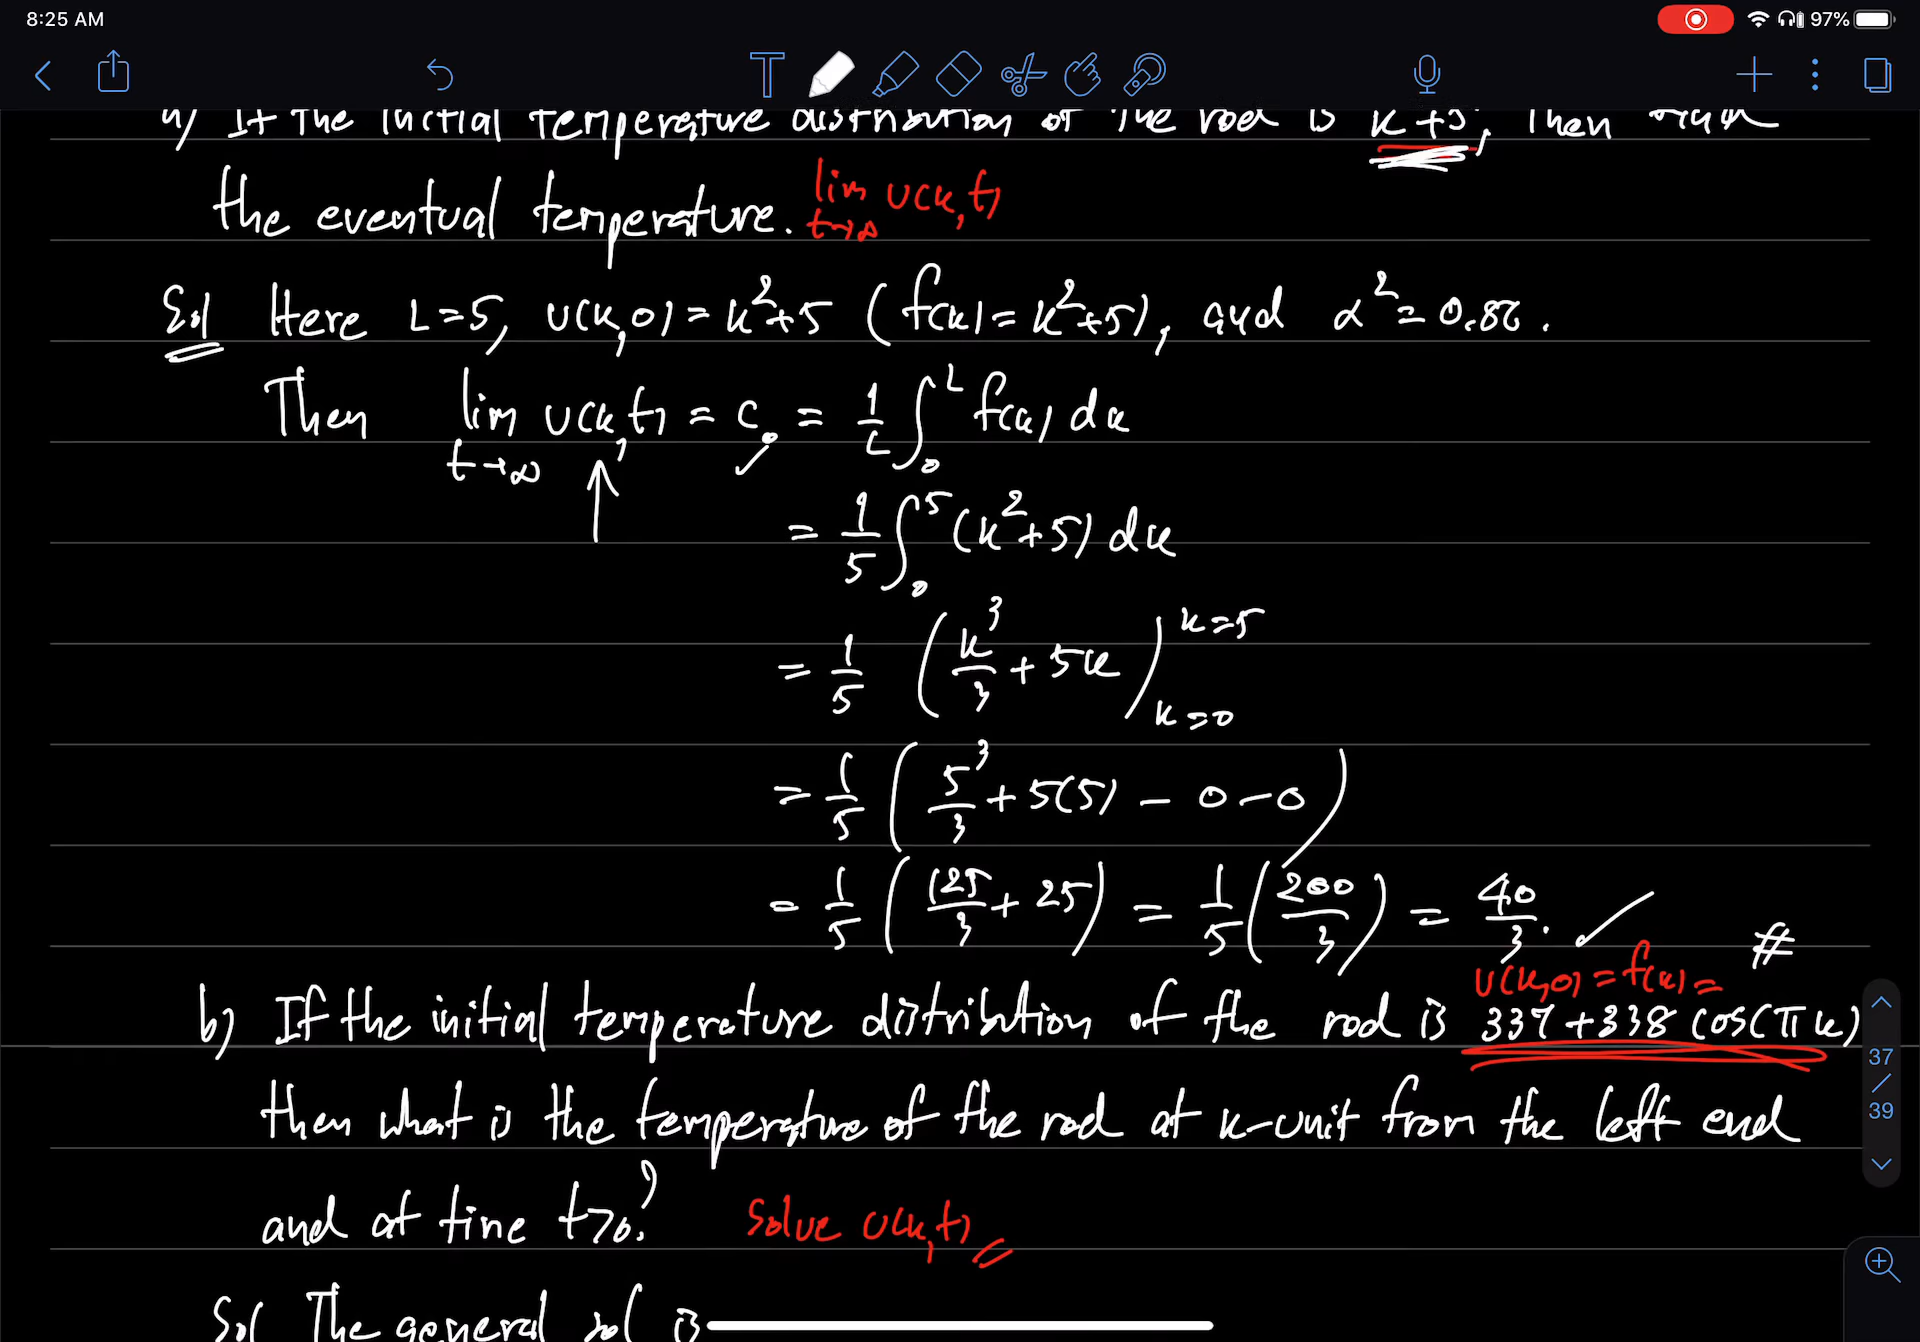 8:25 AM
97%
T
a) If the initial temperature distribution of the rod is x²+5, then find
the eventual temperature. lim u(x,t)
t→∞
Sol Here L=5, u(x,0) = x²+5 (f(x) = x²+5), and α² = 0.86.
Then lim u(x,t) = c₀ = 1/L ∫₀^L f(x) dx
t→∞
= 1/5 ∫₀^5 (x²+5) dx
= 1/5 (x³/3 + 5x) x=5
x=0
= 1/5 (5³/3 + 5(5) - 0 - 0)
= 1/5 (125/3 + 25) = 1/5 (200/3) = 40/3. ✓ #
u(x,0) = f(x) =
b) If the initial temperature distribution of the rod is 337 + 338 cos(πx)
then what is the temperature of the rod at x-unit from the left end
and at time t>0? Solve u(x,t)
Sol The general sol is
37
/
39